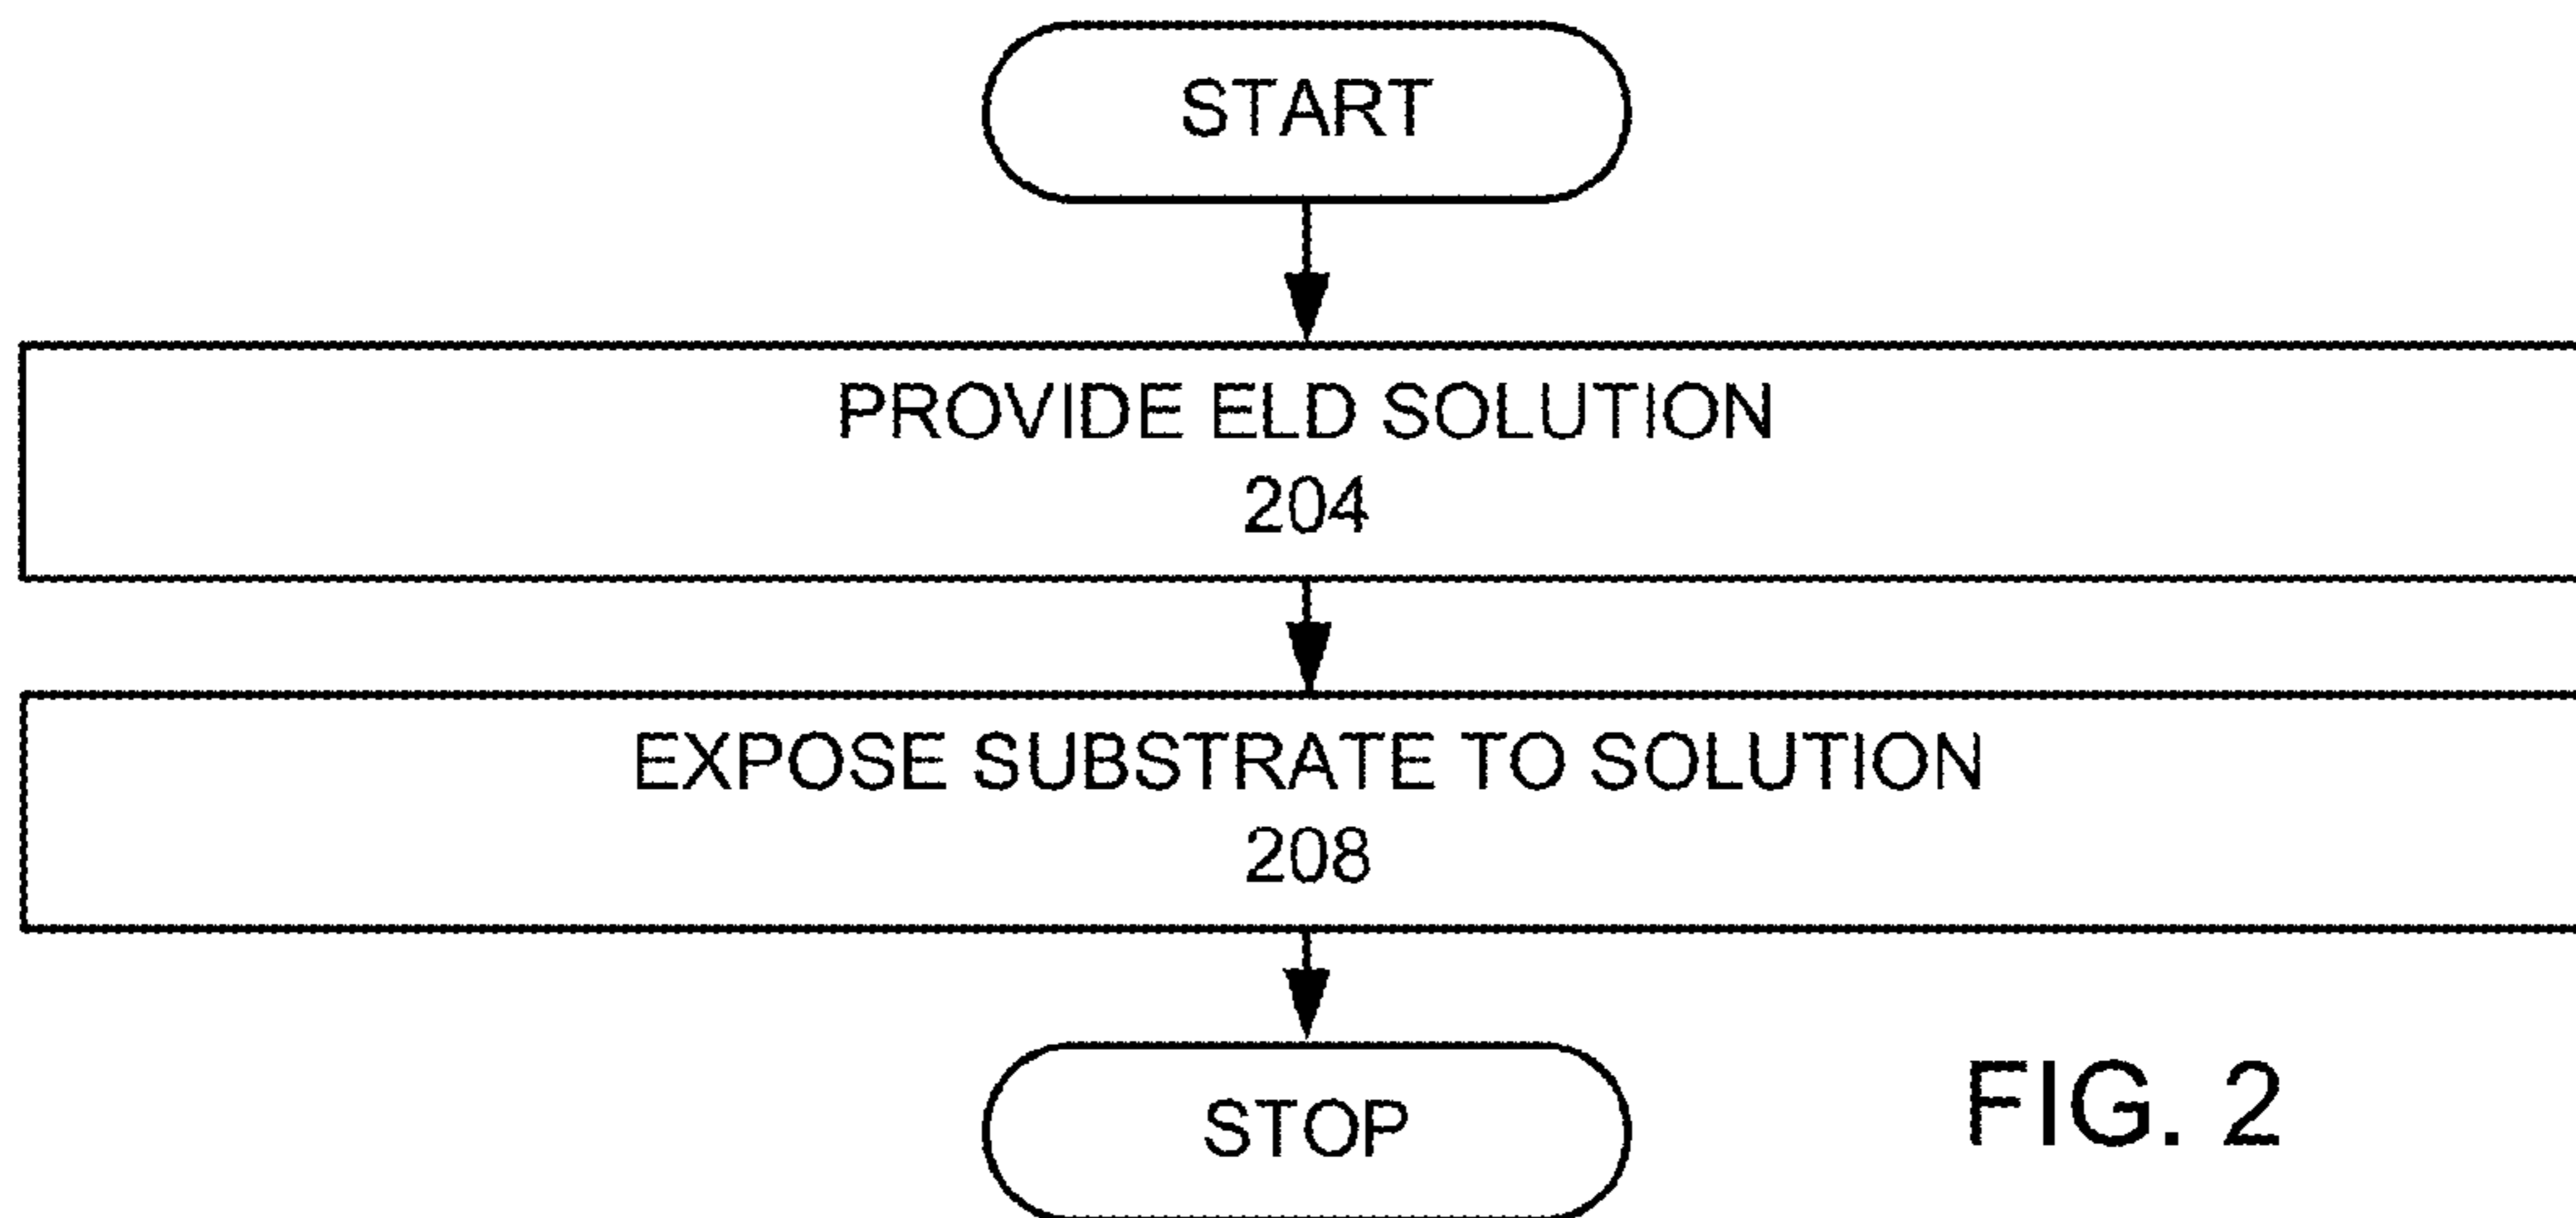 START
PROVIDE ELD SOLUTION
204
EXPOSE SUBSTRATE TO SOLUTION
208
STOP
FIG. 2